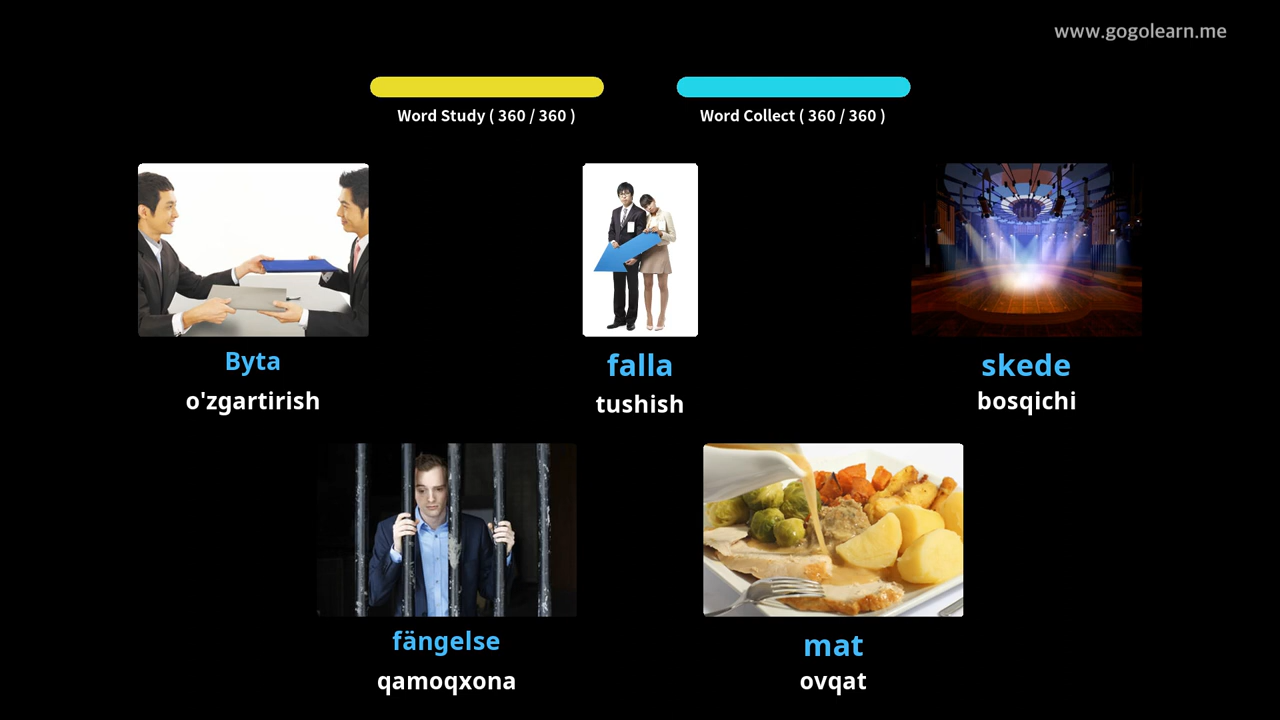 www.gogolearn.me
Word Study ( 360 / 360 )
Word Collect ( 360 / 360 )
Byta
o'zgartirish
falla
tushish
skede
bosqichi
fängelse
qamoqxona
mat
ovqat